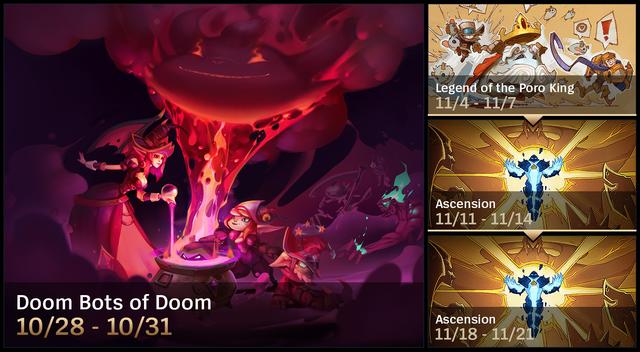 Doom Bots of Doom
10/28 - 10/31
Legend of the Poro King
11/4 - 11/7
Ascension
11/11 - 11/14
Ascension
11/18 - 11/21